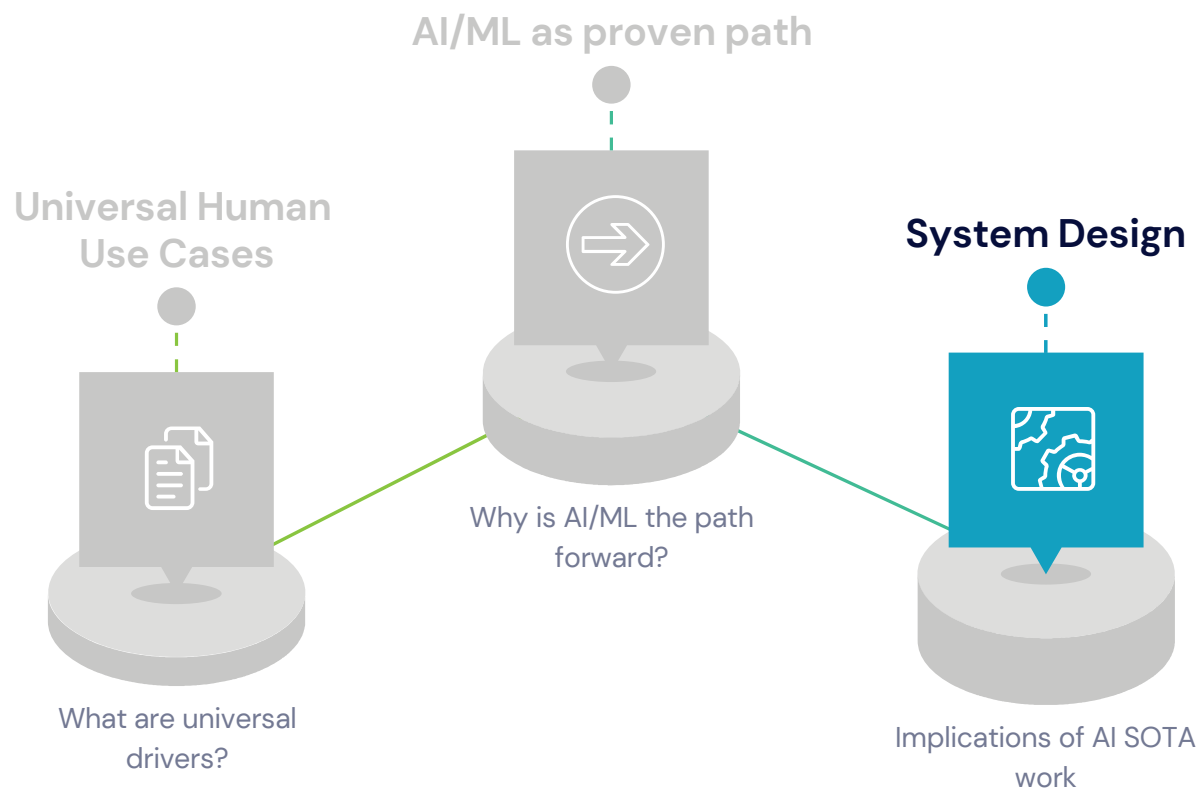 AI/ML as proven path
Universal Human
Use Cases
System Design
Why is AI/ML the path
forward?
What are universal
drivers?
Implications of AI SOTA
work